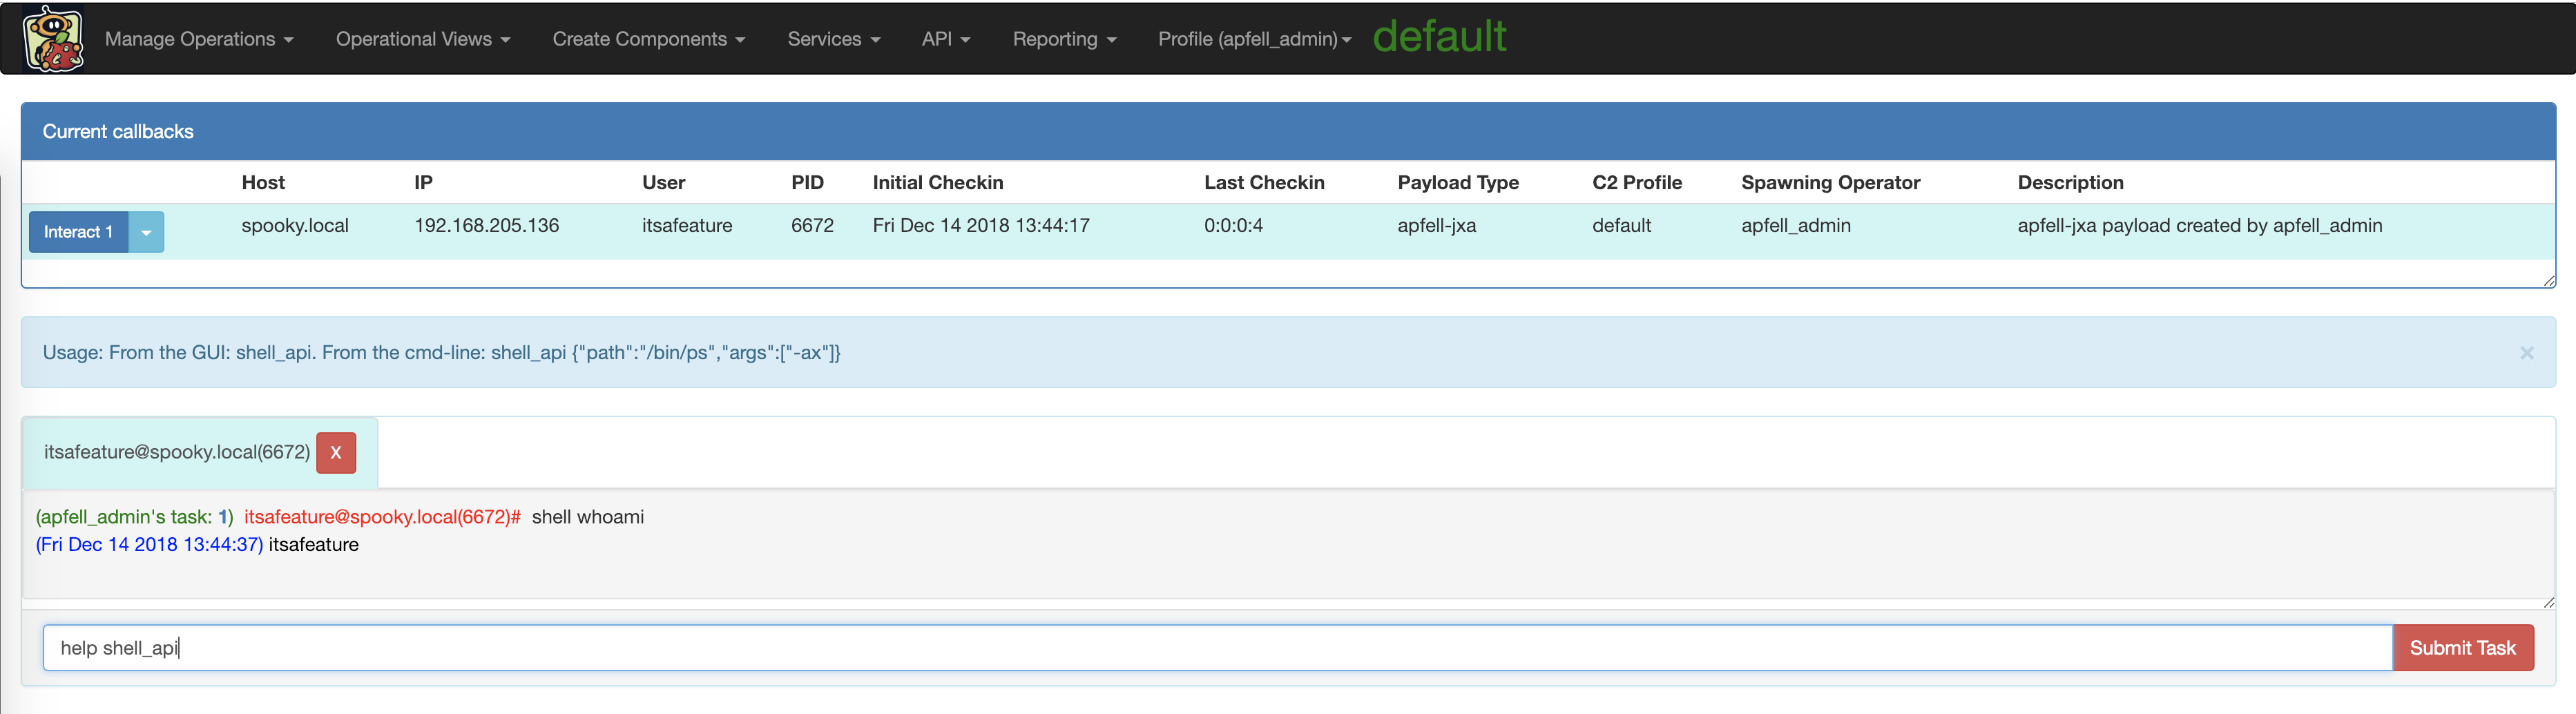 Manage Operations Operational Views Create Components Services API Reporting Profile (apfell_admin) default
Current callbacks
Host IP User PID Initial Checkin Last Checkin Payload Type C2 Profile Spawning Operator Description
Interact 1 spooky.local 192.168.205.136 itsafeature 6672 Fri Dec 14 2018 13:44:17 0:0:0:4 apfell-jxa default apfell_admin apfell-jxa payload created by apfell_admin
Usage: From the GUI: shell_api. From the cmd-line: shell_api {"path":"/bin/ps","args":["-ax"]} ×
itsafeature@spooky.local(6672) X
(apfell_admin's task: 1) itsafeature@spooky.local(6672)# shell whoami
(Fri Dec 14 2018 13:44:37) itsafeature
help shell_api Submit Task